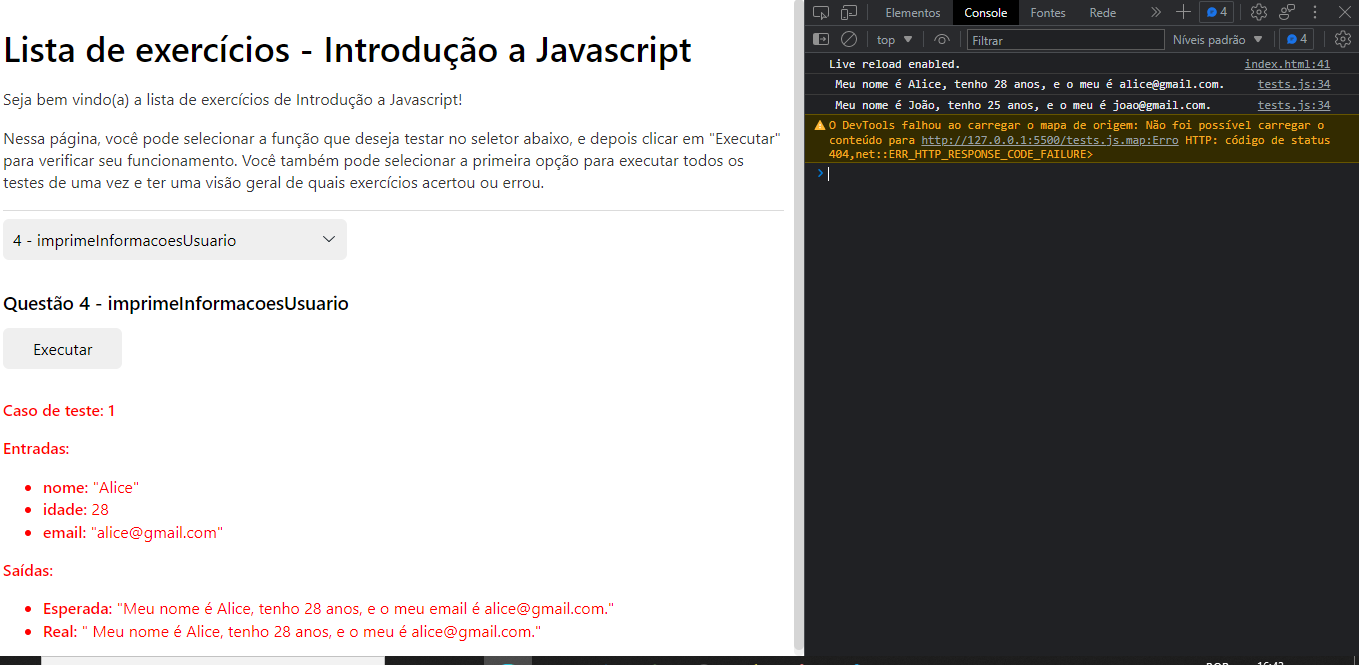 Lista de exercícios - Introdução a Javascript
Seja bem vindo(a) a lista de exercícios de Introdução a Javascript!
Nessa página, você pode selecionar a função que deseja testar no seletor abaixo, e depois clicar em "Executar"
para verificar seu funcionamento. Você também pode selecionar a primeira opção para executar todos os
testes de uma vez e ter uma visão geral de quais exercícios acertou ou errou.
4 - imprimeInformacoesUsuario
Questão 4 - imprimeInformacoesUsuario
Executar
Caso de teste: 1
Entradas:
nome: "Alice"
idade: 28
email: "alice@gmail.com"
Saídas:
Esperada: "Meu nome é Alice, tenho 28 anos, e o meu email é alice@gmail.com."
Real: " Meu nome é Alice, tenho 28 anos, e o meu é alice@gmail.com."
Elementos Console Fontes Rede 4
top Filtrar Níveis padrão 4
Live reload enabled. index.html:41
Meu nome é Alice, tenho 28 anos, e o meu é alice@gmail.com. tests.js:34
Meu nome é João, tenho 25 anos, e o meu é joao@gmail.com. tests.js:34
O DevTools falhou ao carregar o mapa de origem: Não foi possível carregar o
conteúdo para http://127.0.0.1:5500/tests.js.map:Erro HTTP: código de status
404,net::ERR_HTTP_RESPONSE_CODE_FAILURE>